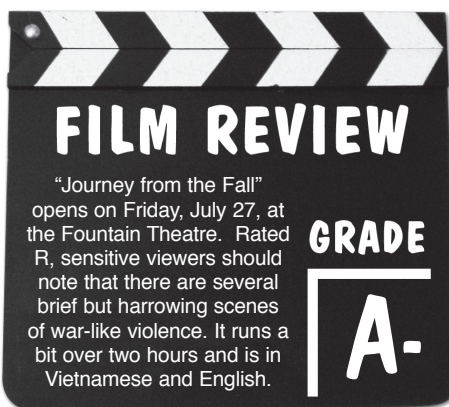 FILM REVIEW
“Journey from the Fall”
opens on Friday, July 27, at
the Fountain Theatre.  Rated
R, sensitive viewers should
note that there are several
brief but harrowing scenes
of war-like violence. It runs a
bit over two hours and is in
Vietnamese and English.
GRADE
A-